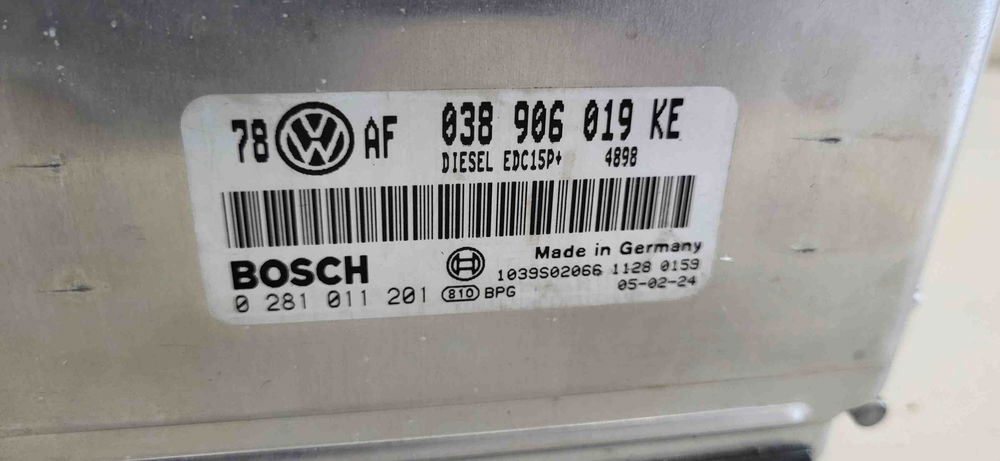 78 VW AF 038 906 019 KE
DIESEL EDC15P+ 4898
Made in Germany
BOSCH 1039S02066 1128 0159
0 281 011 201 810 BPG 05-02-24